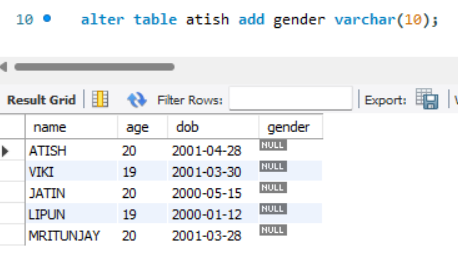 10 alter table atish add gender varchar(10);
Result Grid Filter Rows: Export:
name age dob gender
ATISH 20 2001-04-28 NULL
VIKI 19 2001-03-30 NULL
JATIN 20 2000-05-15 NULL
LIPUN 19 2000-01-12 NULL
MRITUNJAY 20 2001-03-28 NULL